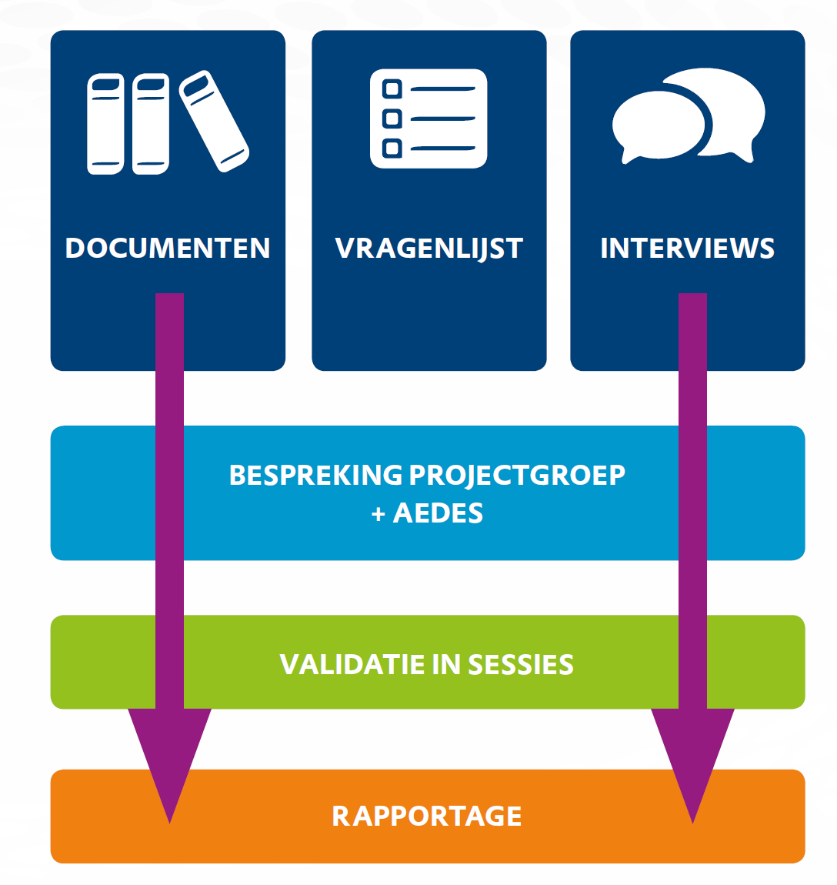 DOCUMENTEN
VRAGENLIJST
INTERVIEWS
BESPREKING PROJECTGROEP
+ AEDES
VALIDATIE IN SESSIES
RAPPORTAGE